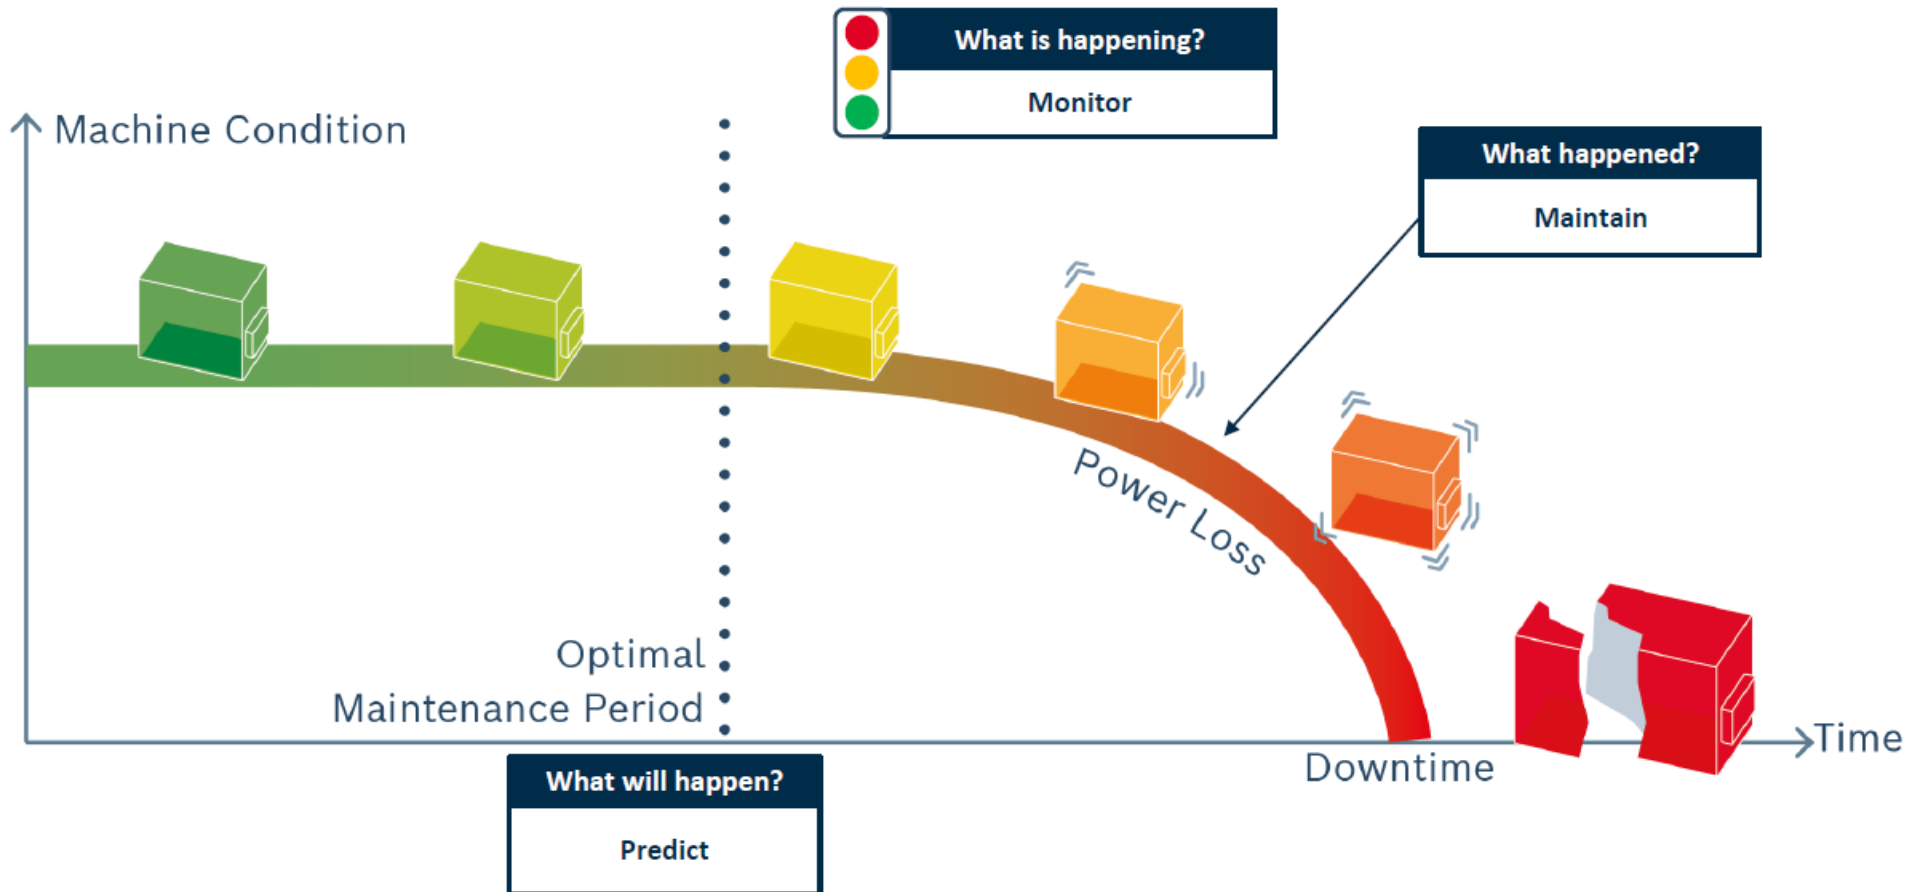 What is happening?
Monitor
Machine Condition
What happened?
Maintain
Power Loss
Optimal
Maintenance Period
Time
Downtime
What will happen?
Predict